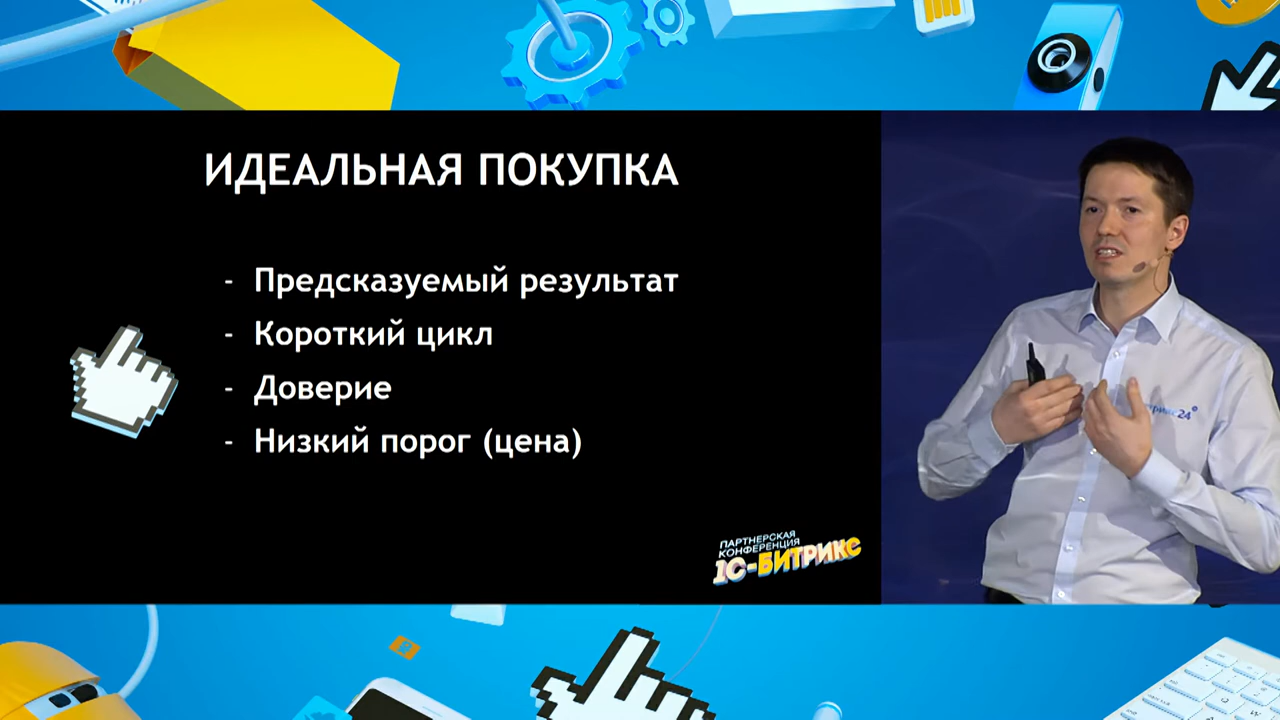 ИДЕАЛЬНАЯ ПОКУПКА
- Предсказуемый результат
- Короткий цикл
- Доверие
- Низкий порог (цена)
ПАРТНЕРСКАЯ
КОНФЕРЕНЦИЯ
1С-БИТРИКС